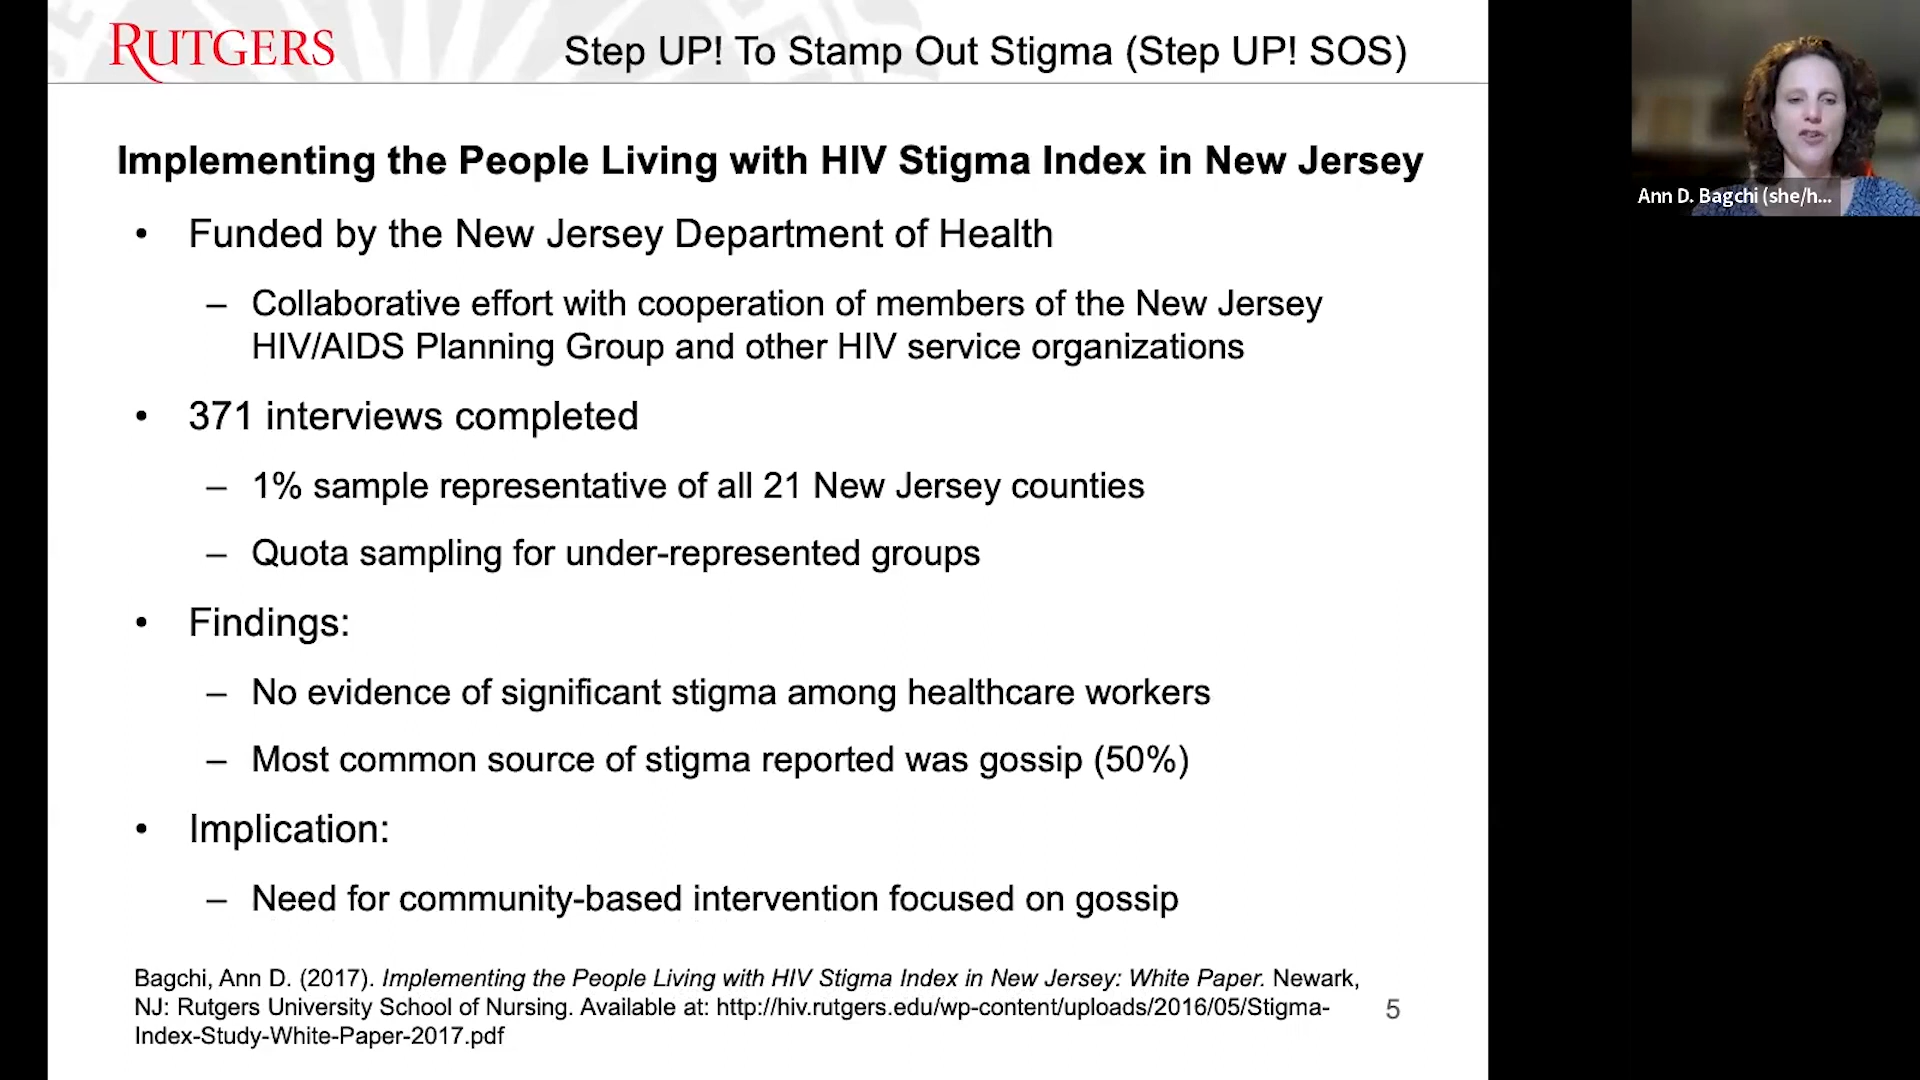 RUTGERS
Step UP! To Stamp Out Stigma (Step UP! SOS)
Ann D. Bagchi (she/h...
Implementing the People Living with HIV Stigma Index in New Jersey
• Funded by the New Jersey Department of Health
– Collaborative effort with cooperation of members of the New Jersey
HIV/AIDS Planning Group and other HIV service organizations
• 371 interviews completed
– 1% sample representative of all 21 New Jersey counties
– Quota sampling for under-represented groups
• Findings:
– No evidence of significant stigma among healthcare workers
– Most common source of stigma reported was gossip (50%)
• Implication:
– Need for community-based intervention focused on gossip
Bagchi, Ann D. (2017). Implementing the People Living with HIV Stigma Index in New Jersey: White Paper. Newark,
NJ: Rutgers University School of Nursing. Available at: http://hiv.rutgers.edu/wp-content/uploads/2016/05/Stigma-
Index-Study-White-Paper-2017.pdf
5